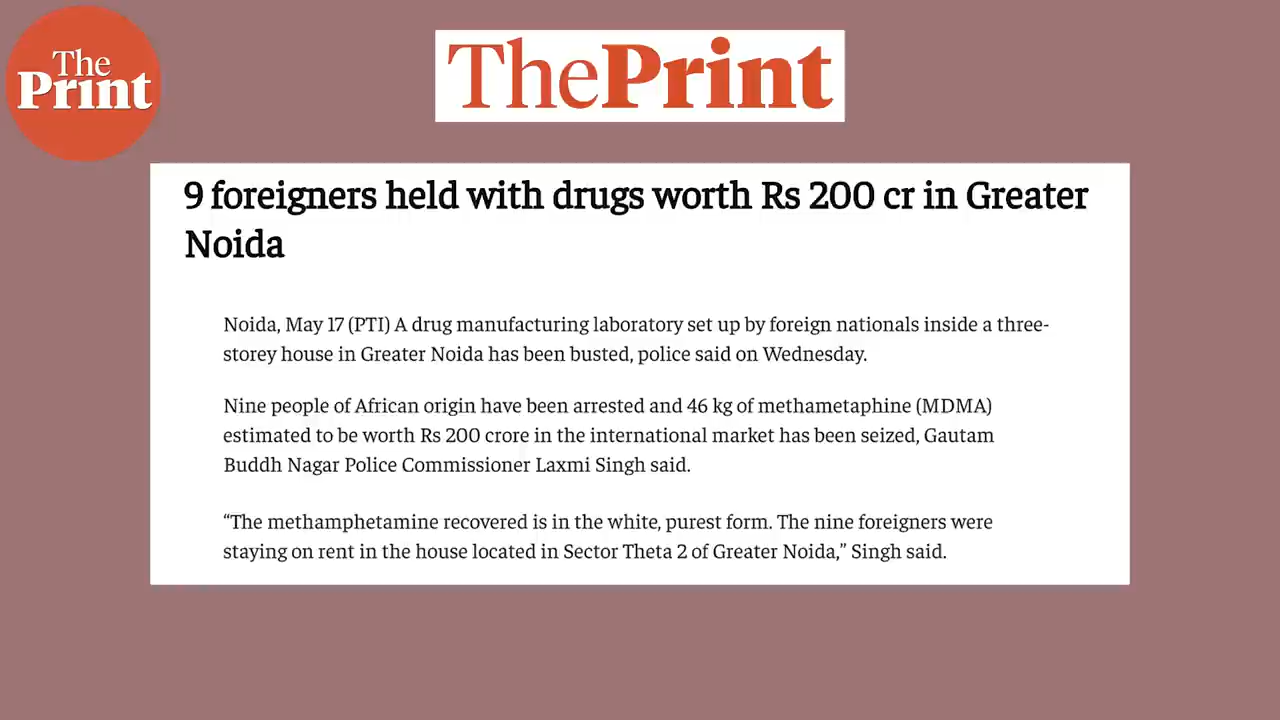 The
Print
ThePrint
9 foreigners held with drugs worth Rs 200 cr in Greater
Noida
Noida, May 17 (PTI) A drug manufacturing laboratory set up by foreign nationals inside a three-
storey house in Greater Noida has been busted, police said on Wednesday.
Nine people of African origin have been arrested and 46 kg of methametaphine (MDMA)
estimated to be worth Rs 200 crore in the international market has been seized, Gautam
Buddh Nagar Police Commissioner Laxmi Singh said.
“The methamphetamine recovered is in the white, purest form. The nine foreigners were
staying on rent in the house located in Sector Theta 2 of Greater Noida,” Singh said.